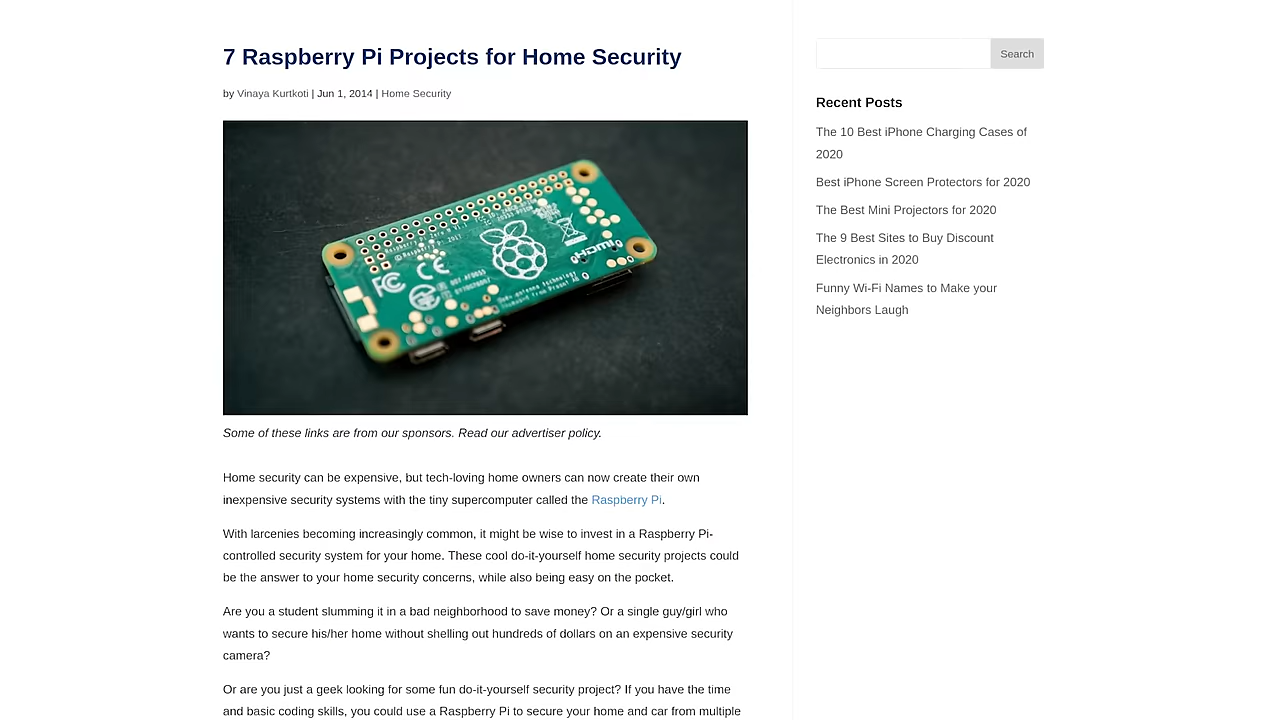 7 Raspberry Pi Projects for Home Security
by Vinaya Kurtkoti | Jun 1, 2014 | Home Security
FCC CE
HDMI
Some of these links are from our sponsors. Read our advertiser policy.
Home security can be expensive, but tech-loving home owners can now create their own
inexpensive security systems with the tiny supercomputer called the Raspberry Pi.
With larcenies becoming increasingly common, it might be wise to invest in a Raspberry Pi-
controlled security system for your home. These cool do-it-yourself home security projects could
be the answer to your home security concerns, while also being easy on the pocket.
Are you a student slumming it in a bad neighborhood to save money? Or a single guy/girl who
wants to secure his/her home without shelling out hundreds of dollars on an expensive security
camera?
Or are you just a geek looking for some fun do-it-yourself security project? If you have the time
and basic coding skills, you could use a Raspberry Pi to secure your home and car from multiple
Search
Recent Posts
The 10 Best iPhone Charging Cases of
2020
Best iPhone Screen Protectors for 2020
The Best Mini Projectors for 2020
The 9 Best Sites to Buy Discount
Electronics in 2020
Funny Wi-Fi Names to Make your
Neighbors Laugh